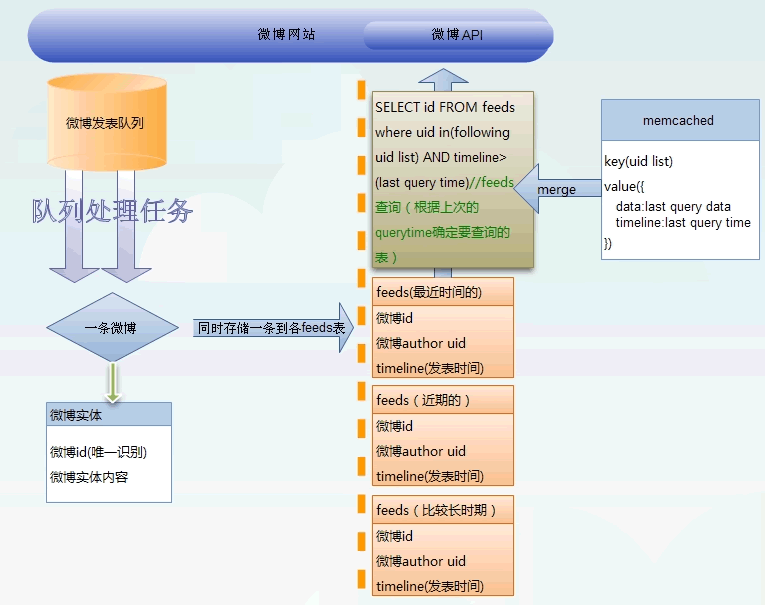 微博网站
微博API
微博发表队列
队列处理任务
一条微博
同时存储一条到各feeds表
微博实体
微博id(唯一识别)
微博实体内容
SELECT id FROM feeds
where uid in(following
uid list) AND timeline>
(last query time)//feeds
查询（根据上次的
querytime确定要查询的
表）
merge
memcached
key(uid list)
value({
data:last query data
timeline:last query time
})
feeds(最近时间的)
微博id
微博author uid
timeline(发表时间)
feeds（近期的）
微博id
微博author uid
timeline(发表时间)
feeds（比较长时期）
微博id
微博author uid
timeline(发表时间)